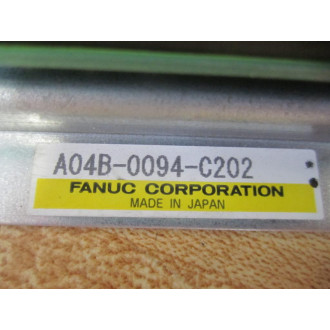 A04B-0094-C202
FANUC CORPORATION
MADE IN JAPAN